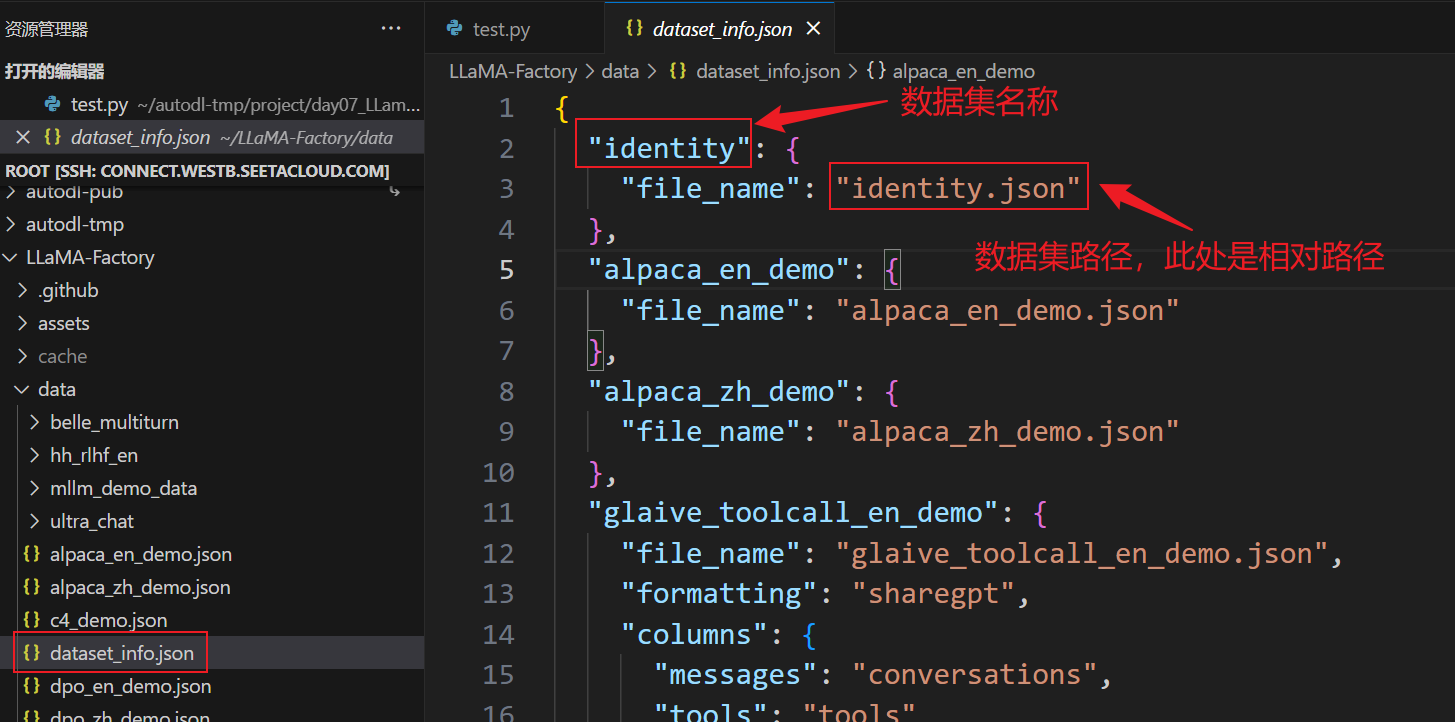 资源管理器 ···
打开的编辑器
test.py ~/autodl-tmp/project/day07_LLam...
dataset_info.json ~/LLaMA-Factory/data
ROOT [SSH: CONNECT.WESTB.SEETACLOUD.COM]
autodl-pub
autodl-tmp
LLaMA-Factory
.github
assets
cache
data
belle_multiturn
hh_rlhf_en
mllm_demo_data
ultra_chat
{} alpaca_en_demo.json
{} alpaca_zh_demo.json
{} c4_demo.json
{} dataset_info.json
{} dpo_en_demo.json
{} dpo_zh_demo.json
test.py {} dataset_info.json ×
LLaMA-Factory > data > {} dataset_info.json > {} alpaca_en_demo
数据集名称
1 {
2 "identity": {
3 "file_name": "identity.json"
4 },
数据集路径，此处是相对路径
5 "alpaca_en_demo": {
6 "file_name": "alpaca_en_demo.json"
7 },
8 "alpaca_zh_demo": {
9 "file_name": "alpaca_zh_demo.json"
10 },
11 "glaive_toolcall_en_demo": {
12 "file_name": "glaive_toolcall_en_demo.json",
13 "formatting": "sharegpt",
14 "columns": {
15 "messages": "conversations",
16 "tools": "tools"